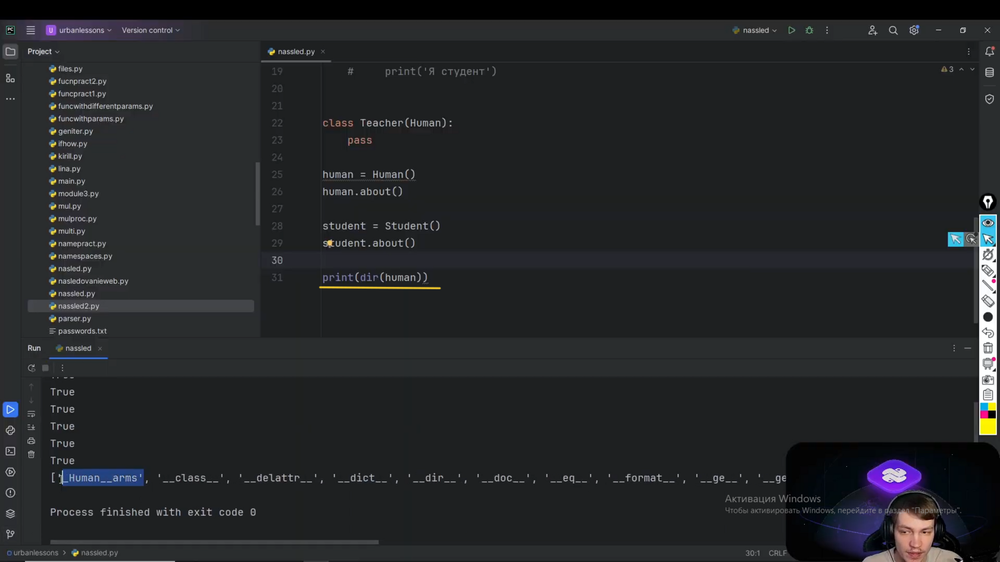 PC
U urbanlessons
Version control
nassled
Project
nassled.py
files.py
fucnpract2.py
funcpract1.py
funcwithdifferentparams.py
funcwithparams.py
geniter.py
ifhow.py
kirill.py
lina.py
main.py
module3.py
mul.py
mulproc.py
multi.py
namepract.py
namespaces.py
nasled.py
nasledovanieweb.py
nassled.py
nassled2.py
parser.py
passwords.txt
3
19 # print('Я студент')
20
21
22 class Teacher(Human):
23 pass
24
25 human = Human()
26 human.about()
27
28 student = Student()
29 student.about()
30
31 print(dir(human))
Run
nassled
True
True
True
True
True
['_Human__arms', '__class__', '__delattr__', '__dict__', '__dir__', '__doc__', '__eq__', '__format__', '__ge__', '__ge
Process finished with exit code 0
Активация Windows
Чтобы активировать Windows, перейдите в раздел "Параметры".
urbanlessons
nassled.py
30:1
CRLF